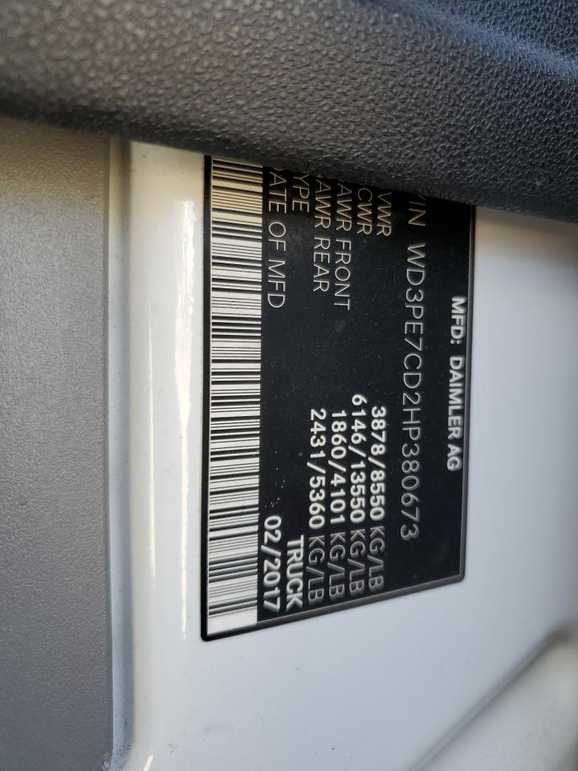 MFD: DAIMLER AG
VIN WD3PE7CD2HP380673
VWR 3878/8550 KG/LB
CWR 6146/13550 KG/LB
AWR FRONT 1860/4101 KG/LB
AWR REAR 2431/5360 KG/LB
YPE TRUCK
ATE OF MFD 02/2017